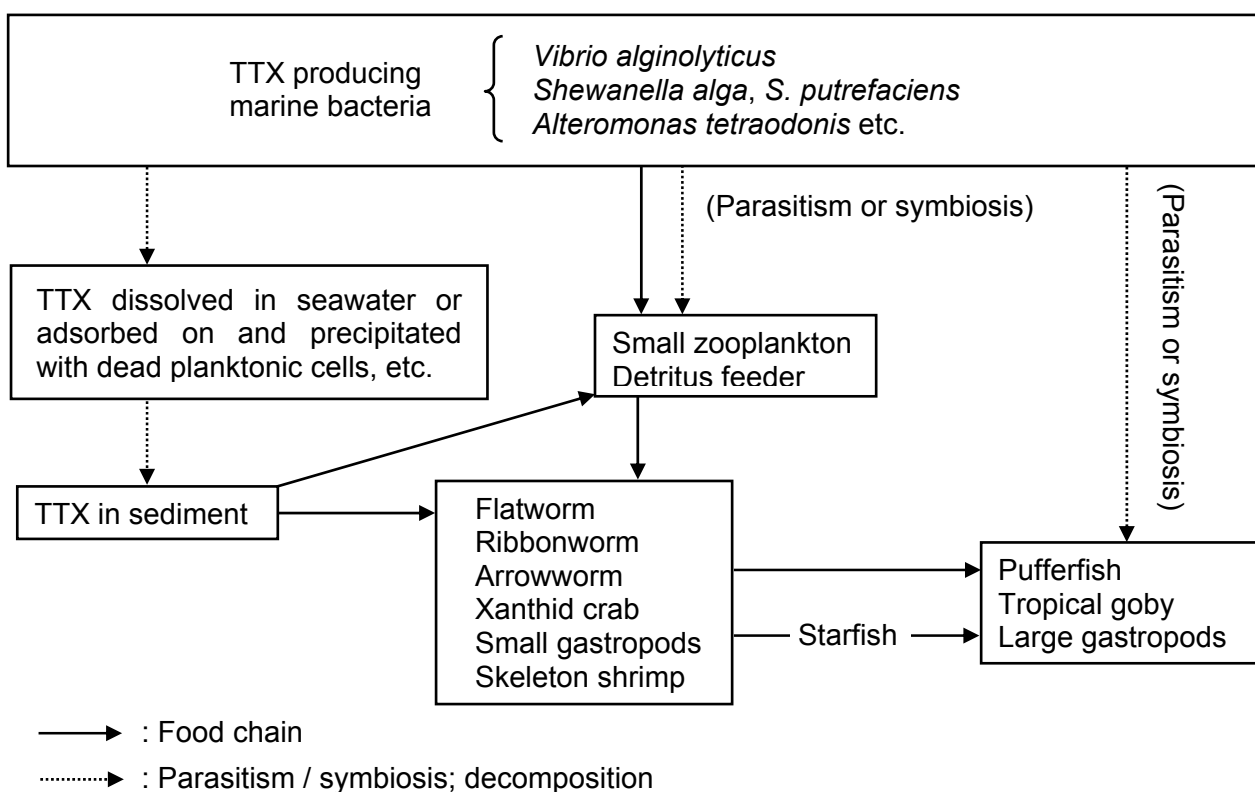 TTX producing
marine bacteria
Vibrio alginolyticus
Shewanella alga, S. putrefaciens
Alteromonas tetraodonis etc.
(Parasitism or symbiosis)
(Parasitism or symbiosis)
TTX dissolved in seawater or
adsorbed on and precipitated
with dead planktonic cells, etc.
Small zooplankton
Detritus feeder
TTX in sediment
Flatworm
Ribbonworm
Arrowworm
Xanthid crab
Small gastropods
Skeleton shrimp
Starfish
Pufferfish
Tropical goby
Large gastropods
: Food chain
: Parasitism / symbiosis; decomposition